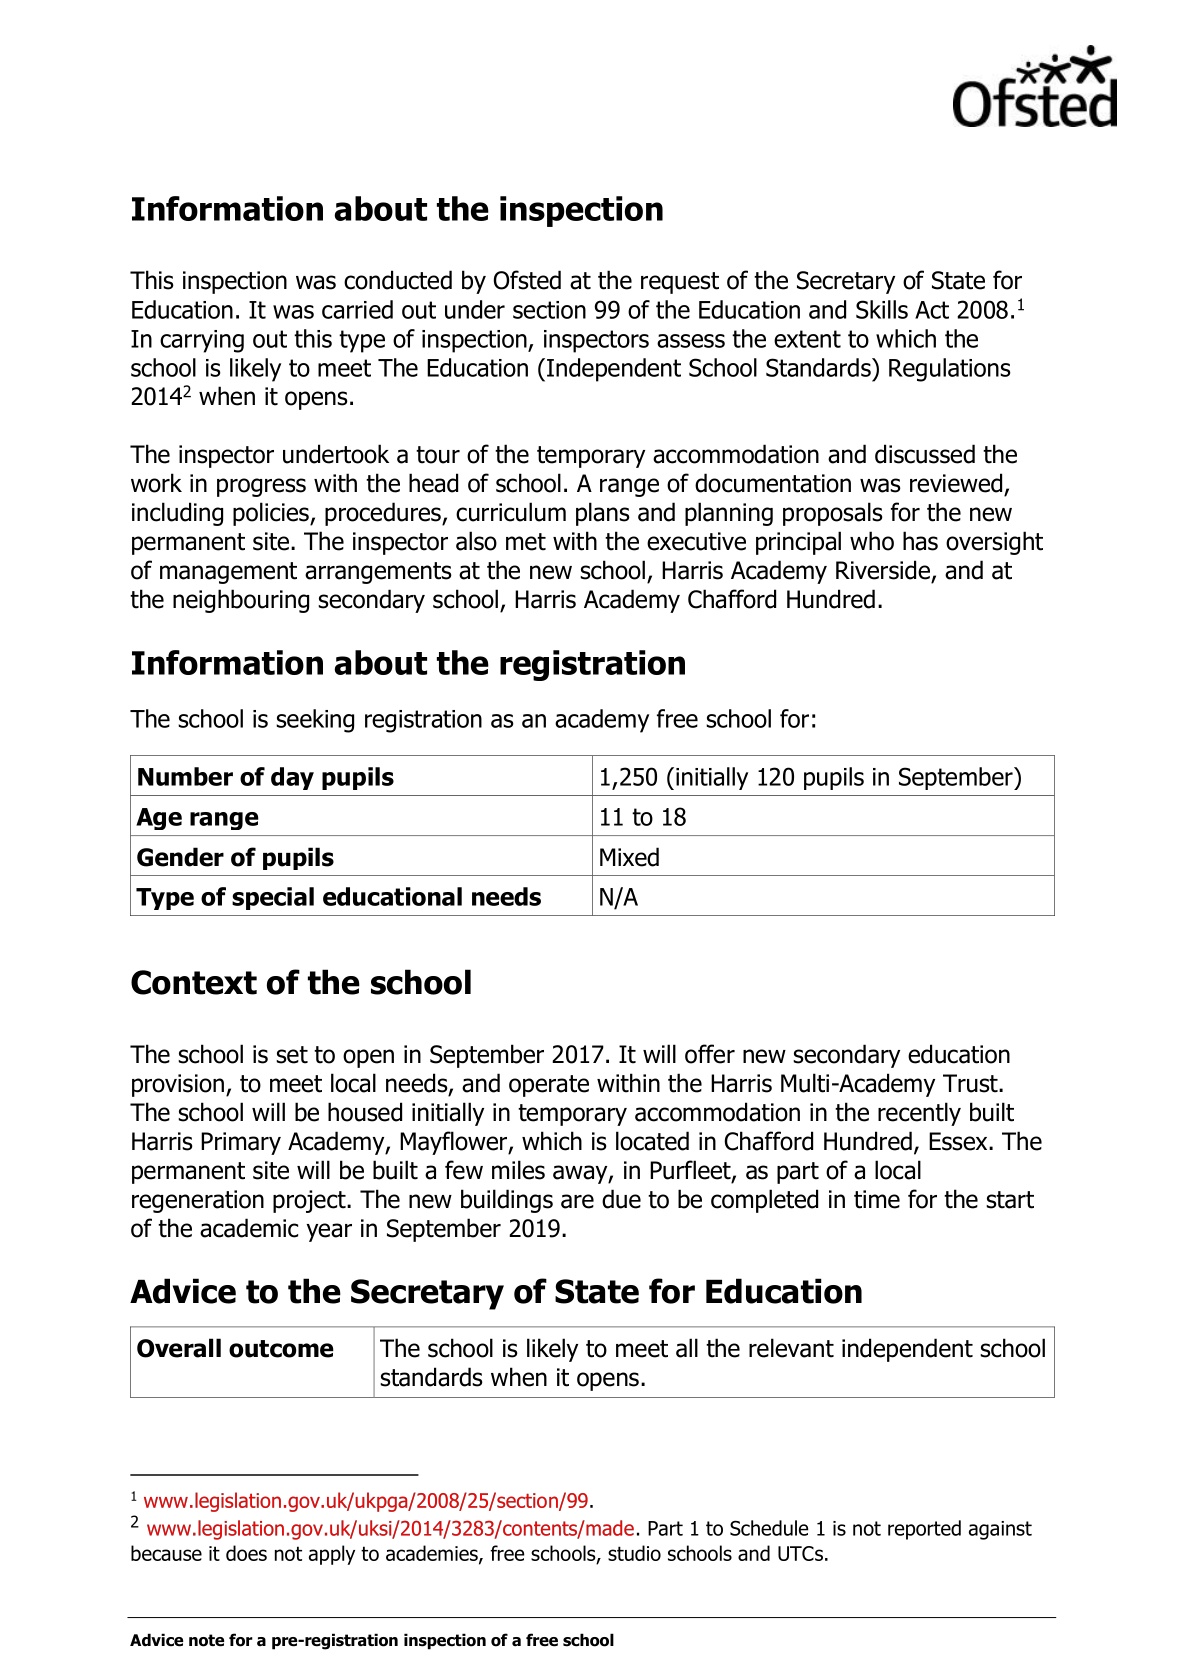 Ofsted
Information about the inspection
This inspection was conducted by Ofsted at the request of the Secretary of State for
Education. It was carried out under section 99 of the Education and Skills Act 2008.1
In carrying out this type of inspection, inspectors assess the extent to which the
school is likely to meet The Education (Independent School Standards) Regulations
20142 when it opens.
The inspector undertook a tour of the temporary accommodation and discussed the
work in progress with the head of school. A range of documentation was reviewed,
including policies, procedures, curriculum plans and planning proposals for the new
permanent site. The inspector also met with the executive principal who has oversight
of management arrangements at the new school, Harris Academy Riverside, and at
the neighbouring secondary school, Harris Academy Chafford Hundred.
Information about the registration
The school is seeking registration as an academy free school for:
Number of day pupils 1,250 (initially 120 pupils in September)
Age range 11 to 18
Gender of pupils Mixed
Type of special educational needs N/A
Context of the school
The school is set to open in September 2017. It will offer new secondary education
provision, to meet local needs, and operate within the Harris Multi-Academy Trust.
The school will be housed initially in temporary accommodation in the recently built
Harris Primary Academy, Mayflower, which is located in Chafford Hundred, Essex. The
permanent site will be built a few miles away, in Purfleet, as part of a local
regeneration project. The new buildings are due to be completed in time for the start
of the academic year in September 2019.
Advice to the Secretary of State for Education
Overall outcome The school is likely to meet all the relevant independent school
standards when it opens.
1 www.legislation.gov.uk/ukpga/2008/25/section/99.
2 www.legislation.gov.uk/uksi/2014/3283/contents/made. Part 1 to Schedule 1 is not reported against
because it does not apply to academies, free schools, studio schools and UTCs.
Advice note for a pre-registration inspection of a free school